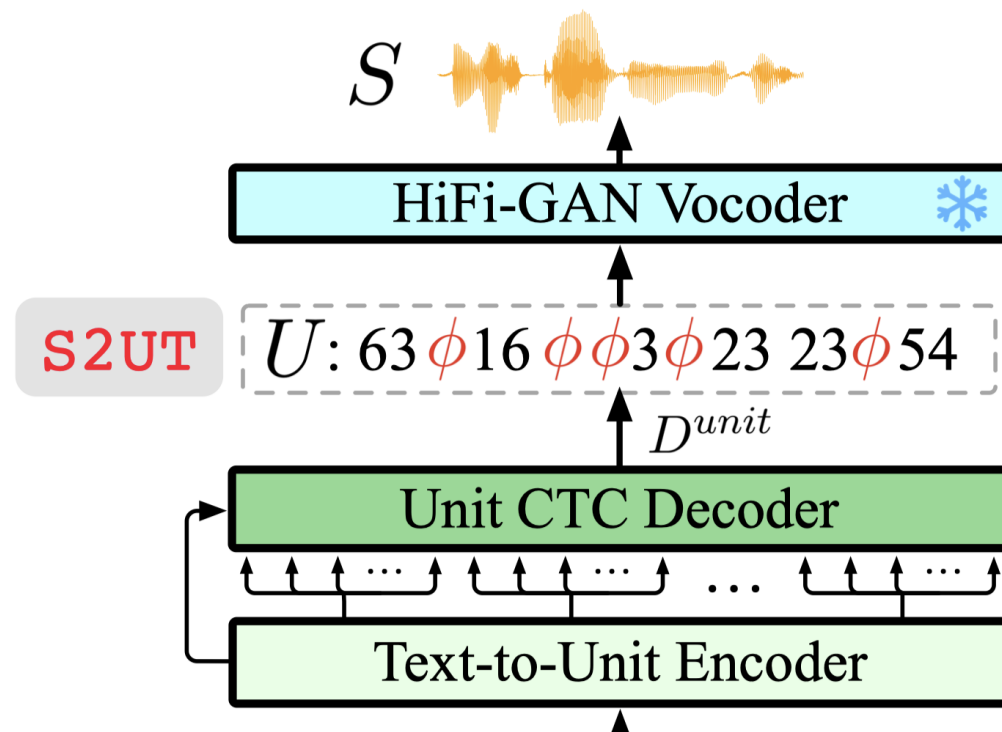 S
HiFi-GAN Vocoder
S2UT
U: 63 ϕ 16 ϕ ϕ 3 ϕ 23 23 ϕ 54
D^{unit}
Unit CTC Decoder
... ... ... ...
Text-to-Unit Encoder